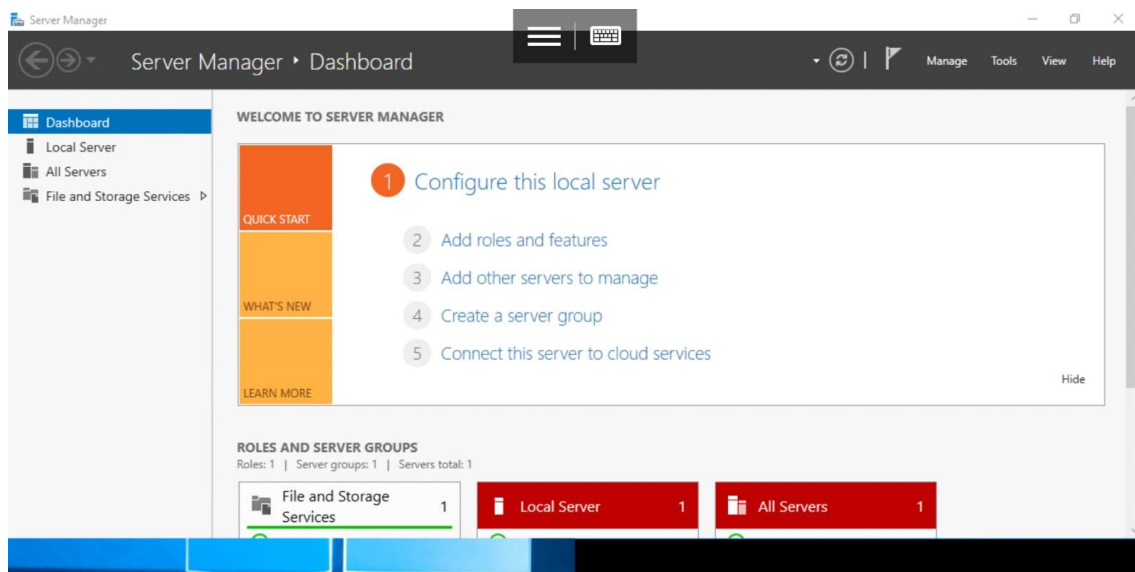 Server Manager
Server Manager ‣ Dashboard
Manage Tools View Help
Dashboard
Local Server
All Servers
File and Storage Services
WELCOME TO SERVER MANAGER
QUICK START
WHAT'S NEW
LEARN MORE
1 Configure this local server
2 Add roles and features
3 Add other servers to manage
4 Create a server group
5 Connect this server to cloud services
Hide
ROLES AND SERVER GROUPS
Roles: 1 | Server groups: 1 | Servers total: 1
File and Storage
Services
1
Local Server 1
All Servers 1